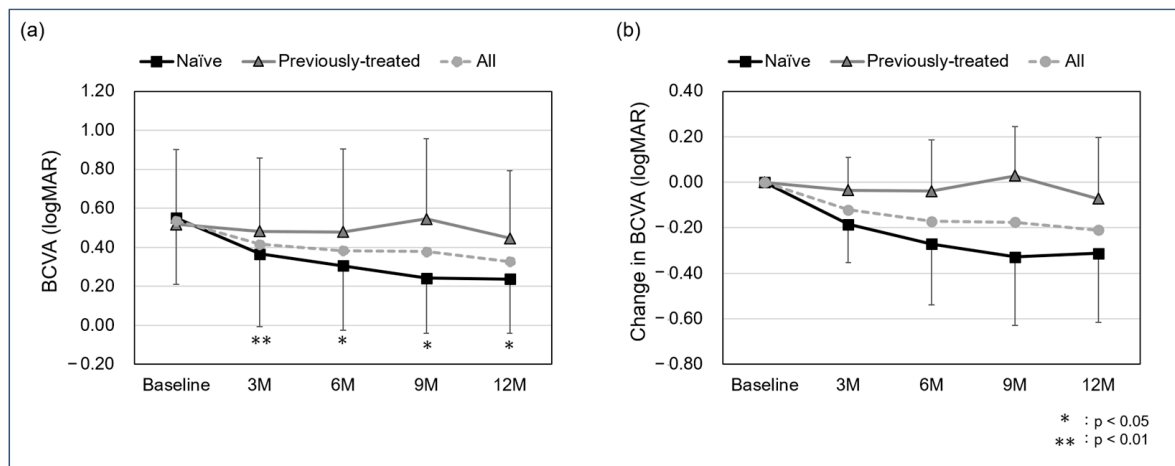 (a)
Naïve Previously-treated All
BCVA (logMAR)
1.20
1.00
0.80
0.60
0.40
0.20
0.00
−0.20
** * * *
Baseline 3M 6M 9M 12M
(b)
Naïve Previously-treated All
Change in BCVA (logMAR)
0.40
0.20
0.00
−0.20
−0.40
−0.60
−0.80
Baseline 3M 6M 9M 12M
* : p < 0.05
** : p < 0.01